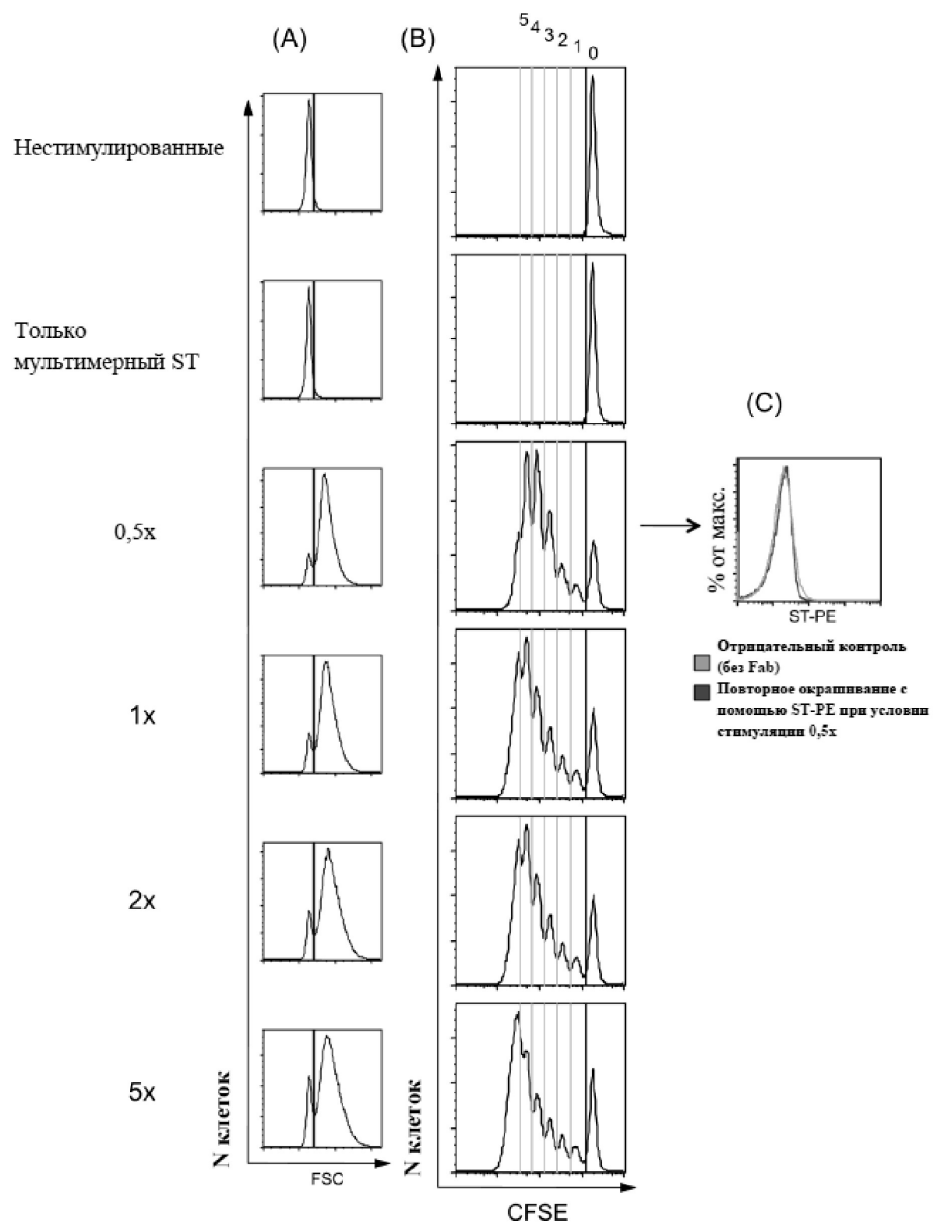 (A)
(B)
5 4 3 2 1 0
Нестимулированные
Только
мультимерный ST
(C)
0,5x
% от макс.
ST-PE
Отрицательный контроль
(без Fab)
Повторное окрашивание с
помощью ST-PE при условии
стимуляции 0,5x
1x
2x
5x
N клеток
N клеток
FSC
CFSE